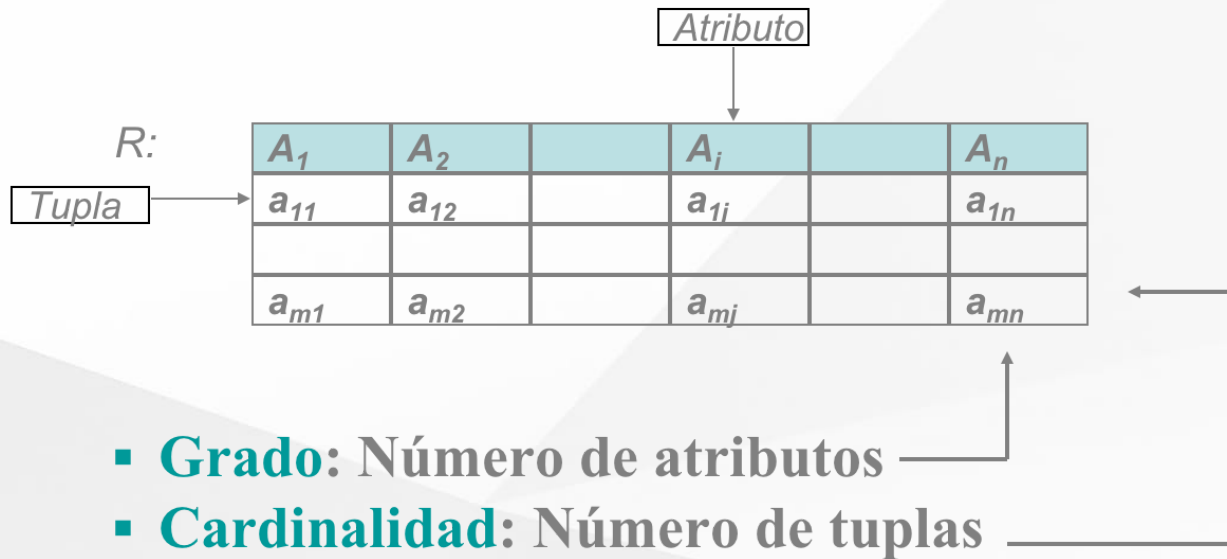 Atributo
R:
A1 A2 Ai An
Tupla
a11 a12 a1j a1n
am1 am2 amj amn
▪ Grado: Número de atributos
▪ Cardinalidad: Número de tuplas